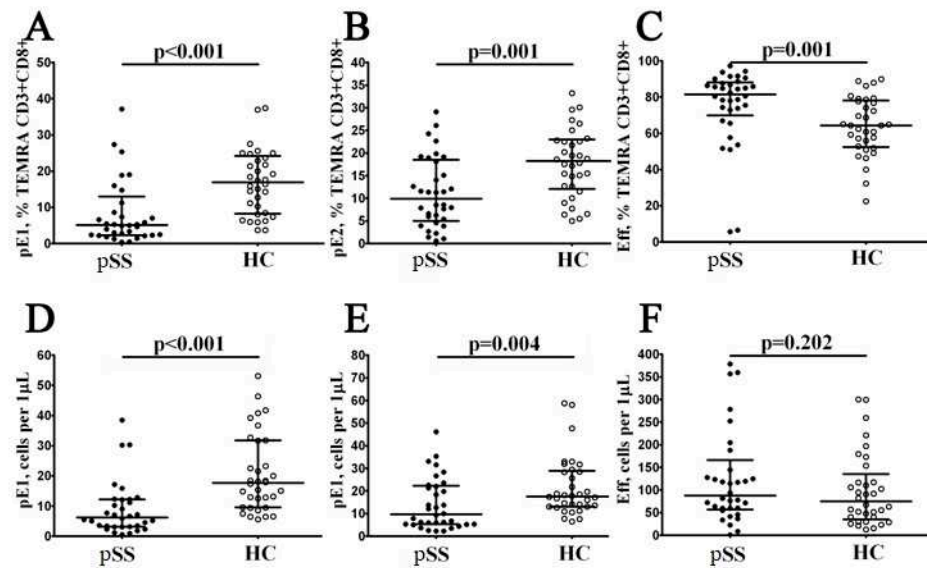 A
p<0.001
pE1, % TEMRA CD3+CD8+
50
40
30
20
10
0
pSS HC
B
p=0.001
pE2, % TEMRA CD3+CD8+
40
35
30
25
20
15
10
5
0
pSS HC
C
p=0.001
Eff, % TEMRA CD3+CD8+
100
80
60
40
20
0
pSS HC
D
p<0.001
pE1, cells per 1µL
60
50
40
30
20
10
0
pSS HC
E
p=0.004
pE1, cells per 1µL
80
60
40
20
0
pSS HC
F
p=0.202
Eff, cells per 1µL
400
350
300
250
200
150
100
50
0
pSS HC